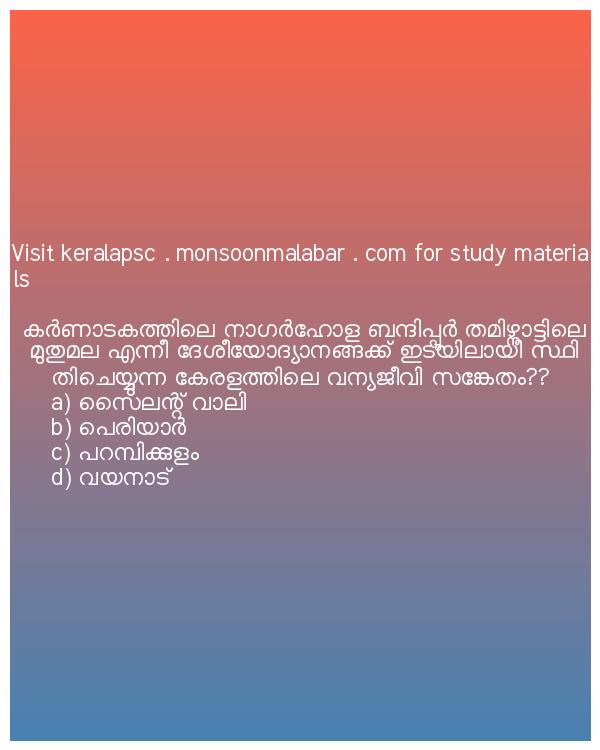 Visit keralapsc . monsoonmalabar . com for study materia
ls
കർണാടകത്തിലെ നാഗർഹോള ബന്ദിപ്പൂർ തമിഴ്നാട്ടിലെ
മുതുമല എന്നീ ദേശീയോദ്യാനങ്ങൾക്ക് ഇടയിലായി സ്ഥി
തിചെയ്യുന്ന കേരളത്തിലെ വന്യജീവി സങ്കേതം??
a) സൈലന്റ് വാലി
b) പെരിയാർ
c) പറമ്പിക്കുളം
d) വയനാട്